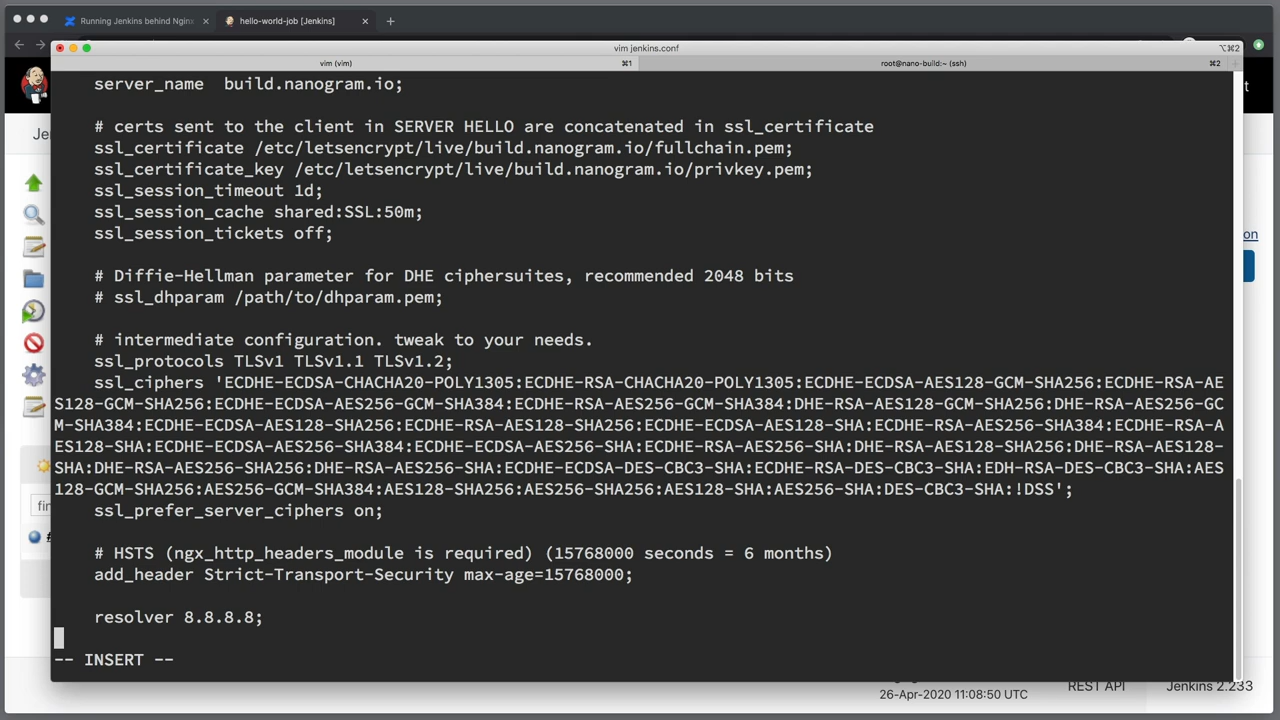 Running Jenkins behind Nginx
hello-world-job [Jenkins]
vim jenkins.conf
⌥⌘2
vim (vim)
⌘1
root@nano-build:~ (ssh)
⌘2
Je
t
on
fin
server_name  build.nanogram.io;
# certs sent to the client in SERVER HELLO are concatenated in ssl_certificate
ssl_certificate /etc/letsencrypt/live/build.nanogram.io/fullchain.pem;
ssl_certificate_key /etc/letsencrypt/live/build.nanogram.io/privkey.pem;
ssl_session_timeout 1d;
ssl_session_cache shared:SSL:50m;
ssl_session_tickets off;
# Diffie-Hellman parameter for DHE ciphersuites, recommended 2048 bits
# ssl_dhparam /path/to/dhparam.pem;
# intermediate configuration. tweak to your needs.
ssl_protocols TLSv1 TLSv1.1 TLSv1.2;
ssl_ciphers 'ECDHE-ECDSA-CHACHA20-POLY1305:ECDHE-RSA-CHACHA20-POLY1305:ECDHE-ECDSA-AES128-GCM-SHA256:ECDHE-RSA-AE
S128-GCM-SHA256:ECDHE-ECDSA-AES256-GCM-SHA384:ECDHE-RSA-AES256-GCM-SHA384:DHE-RSA-AES128-GCM-SHA256:DHE-RSA-AES256-GC
M-SHA384:ECDHE-ECDSA-AES128-SHA256:ECDHE-RSA-AES128-SHA256:ECDHE-ECDSA-AES128-SHA:ECDHE-RSA-AES256-SHA384:ECDHE-RSA-A
ES128-SHA:ECDHE-ECDSA-AES256-SHA384:ECDHE-ECDSA-AES256-SHA:ECDHE-RSA-AES256-SHA:DHE-RSA-AES128-SHA256:DHE-RSA-AES128-
SHA:DHE-RSA-AES256-SHA256:DHE-RSA-AES256-SHA:ECDHE-ECDSA-DES-CBC3-SHA:ECDHE-RSA-DES-CBC3-SHA:EDH-RSA-DES-CBC3-SHA:AES
128-GCM-SHA256:AES256-GCM-SHA384:AES128-SHA256:AES256-SHA256:AES128-SHA:AES256-SHA:DES-CBC3-SHA:!DSS';
ssl_prefer_server_ciphers on;
# HSTS (ngx_http_headers_module is required) (15768000 seconds = 6 months)
add_header Strict-Transport-Security max-age=15768000;
resolver 8.8.8.8;
-- INSERT --
26-Apr-2020 11:08:50 UTC
REST API
Jenkins 2.233